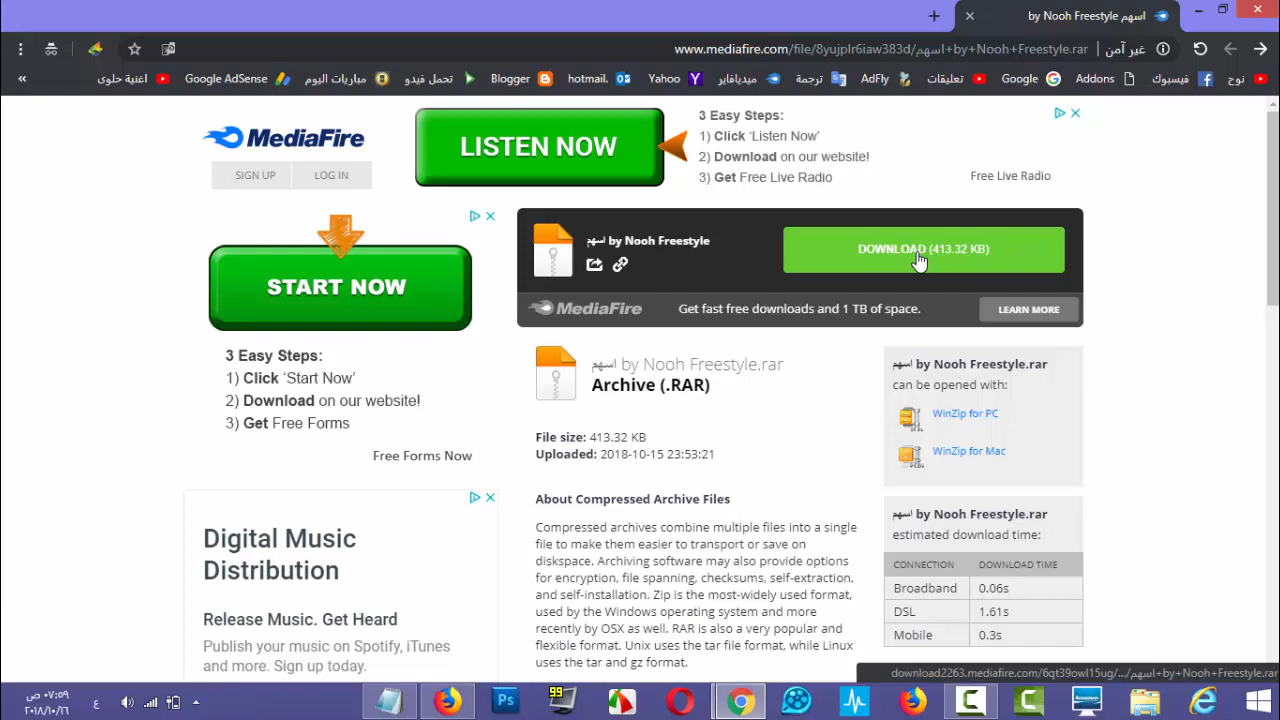 اسهم by Nooh Freestyle
www.mediafire.com/file/8yujplr6iaw383d/اسهم+by+Nooh+Freestyle.rar
غير آمن
نوح
فيسبوك
Addons
Google
تعليقات
AdFly
ترجمة
ميديافاير
Yahoo
hotmail.
Blogger
تحمل فيدو
مباريات اليوم
Google AdSense
اغنية حلوى
«
MediaFire
SIGN UP
LOG IN
LISTEN NOW
3 Easy Steps:
1) Click ‘Listen Now’
2) Download on our website!
3) Get Free Live Radio
Free Live Radio
START NOW
3 Easy Steps:
1) Click ‘Start Now’
2) Download on our website!
3) Get Free Forms
Free Forms Now
اسهم by Nooh Freestyle
DOWNLOAD (413.32 KB)
MediaFire
Get fast free downloads and 1 TB of space.
LEARN MORE
اسهم by Nooh Freestyle.rar
Archive (.RAR)
File size: 413.32 KB
Uploaded: 2018-10-15 23:53:21
About Compressed Archive Files
Compressed archives combine multiple files into a single
file to make them easier to transport or save on
diskspace. Archiving software may also provide options
for encryption, file spanning, checksums, self-extraction,
and self-installation. Zip is the most-widely used format,
used by the Windows operating system and more
recently by OSX as well. RAR is also a very popular and
flexible format. Unix uses the tar file format, while Linux
uses the tar and gz format.
اسهم by Nooh Freestyle.rar
can be opened with:
WinZip for PC
WinZip for Mac
اسهم by Nooh Freestyle.rar
estimated download time:
CONNECTION DOWNLOAD TIME
Broadband 0.06s
DSL 1.61s
Mobile 0.3s
Digital Music
Distribution
Release Music. Get Heard
Publish your music on Spotify, iTunes
and more. Sign up today.
download2263.mediafire.com/6qt39owl15ug/.../اسهم+by+Nooh+Freestyle.rar
٠٧:٥٩ ص
٢٠١٨/١٠/٢٦
ع
Ps
99